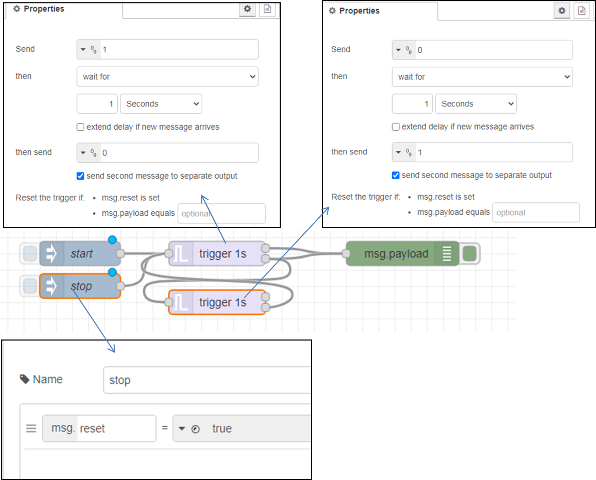 Properties
Send 1
then wait for
1 Seconds
extend delay if new message arrives
then send 0
send second message to separate output
Reset the trigger if: • msg.reset is set
• msg.payload equals optional
Properties
Send 0
then wait for
1 Seconds
extend delay if new message arrives
then send 1
send second message to separate output
Reset the trigger if: • msg.reset is set
• msg.payload equals optional
start
trigger 1s
msg.payload
stop
trigger 1s
Name stop
msg. reset = true